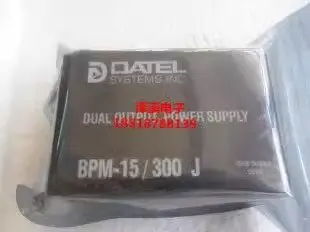 DATEL
SYSTEMS, INC.
DUAL OUTPUT POWER SUPPLY
BPM-15/300 J